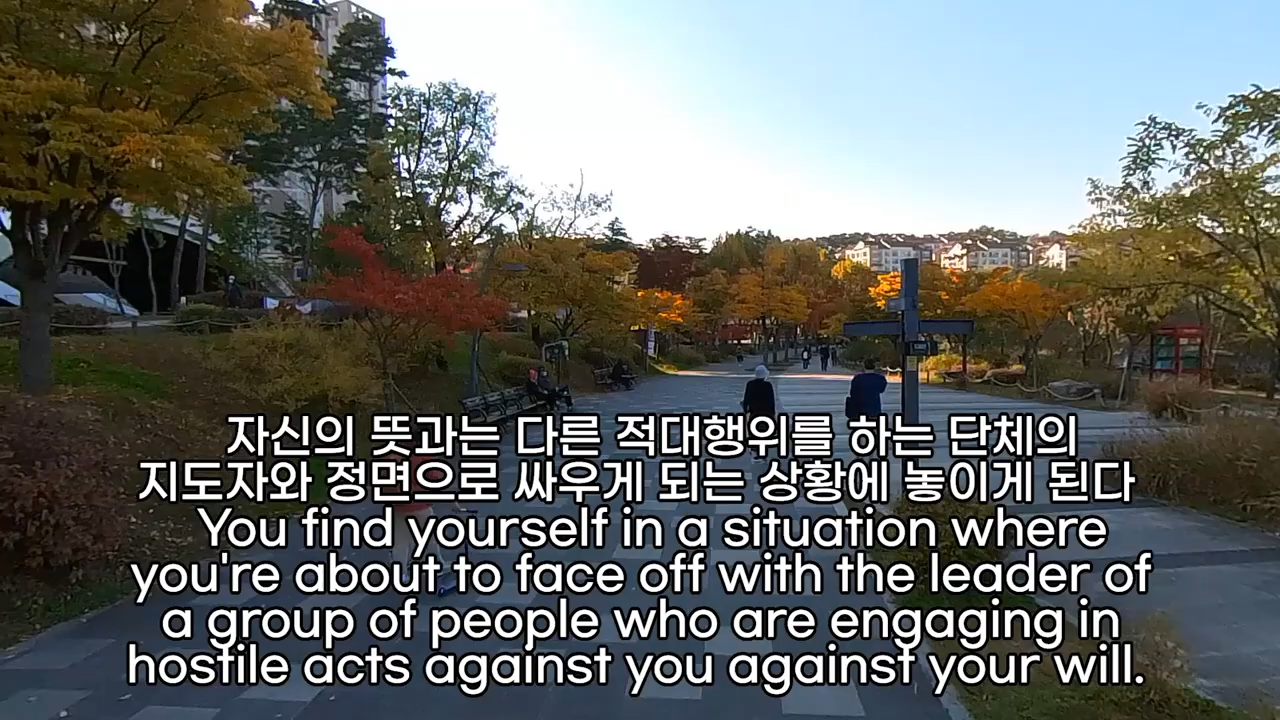 자신의 뜻과는 다른 적대행위를 하는 단체의
지도자와 정면으로 싸우게 되는 상황에 놓이게 된다
You find yourself in a situation where
you're about to face off with the leader of
a group of people who are engaging in
hostile acts against you against your will.